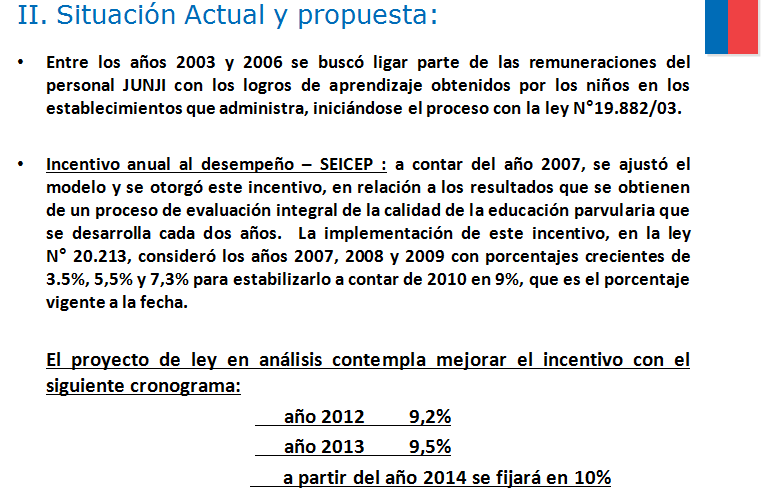 II. Situación Actual y propuesta:
• Entre los años 2003 y 2006 se buscó ligar parte de las remuneraciones del
personal JUNJI con los logros de aprendizaje obtenidos por los niños en los
establecimientos que administra, iniciándose el proceso con la ley N°19.882/03.
• Incentivo anual al desempeño – SEICEP : a contar del año 2007, se ajustó el
modelo y se otorgó este incentivo, en relación a los resultados que se obtienen
de un proceso de evaluación integral de la calidad de la educación parvularia que
se desarrolla cada dos años. La implementación de este incentivo, en la ley
N° 20.213, consideró los años 2007, 2008 y 2009 con porcentajes crecientes de
3.5%, 5,5% y 7,3% para estabilizarlo a contar de 2010 en 9%, que es el porcentaje
vigente a la fecha.
El proyecto de ley en análisis contempla mejorar el incentivo con el
siguiente cronograma:
año 2012 9,2%
año 2013 9,5%
a partir del año 2014 se fijará en 10%